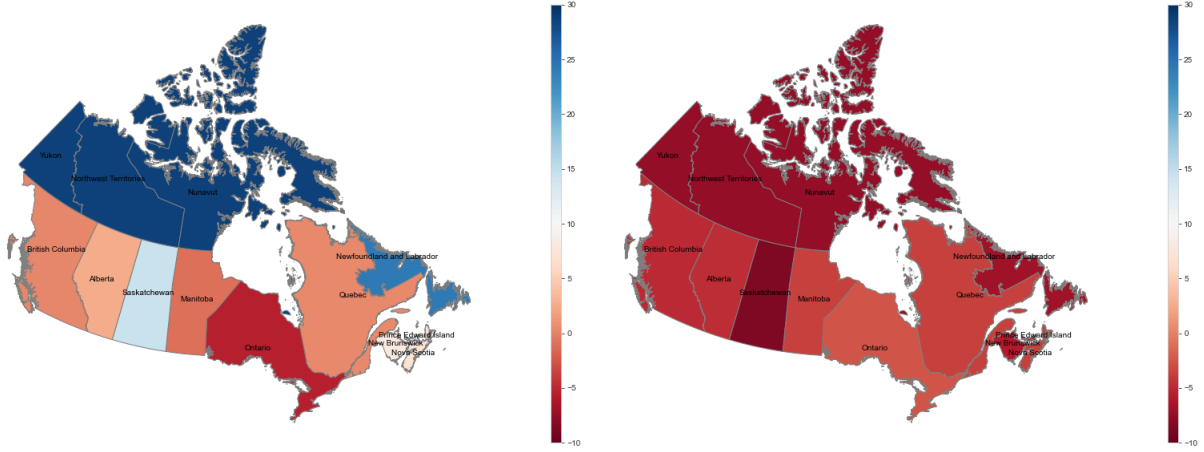 30
25
20
15
10
5
0
−5
−10
Yukon
Northwest Territories
Nunavut
British Columbia
Alberta
Saskatchewan
Manitoba
Ontario
Quebec
Newfoundland and Labrador
Prince Edward Island
New Brunswick
Nova Scotia
30
25
20
15
10
5
0
−5
−10
Yukon
Northwest Territories
Nunavut
British Columbia
Alberta
Saskatchewan
Manitoba
Ontario
Quebec
Newfoundland and Labrador
Prince Edward Island
New Brunswick
Nova Scotia